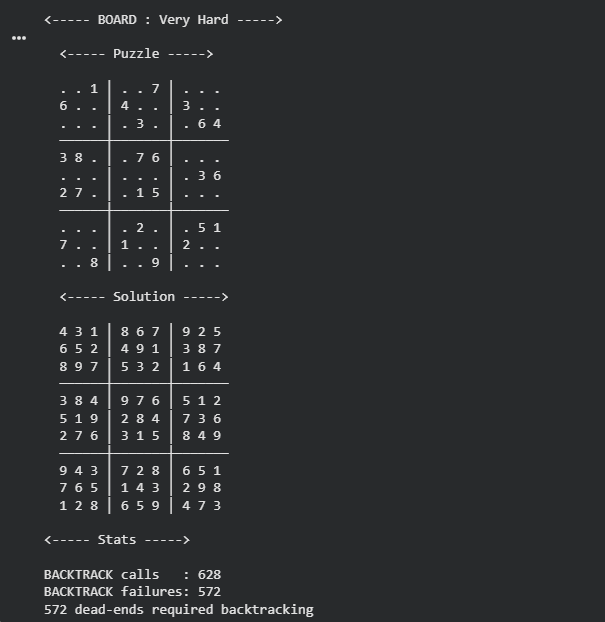 <----- BOARD : Very Hard ----->
...
<----- Puzzle ----->
. . 1 | . . 7 | . . .
6 . . | 4 . . | 3 . .
. . . | . 3 . | . 6 4
3 8 . | . 7 6 | . . .
. . . | . . . | . 3 6
2 7 . | . 1 5 | . . .
. . . | . 2 . | . 5 1
7 . . | 1 . . | 2 . .
. . 8 | . . 9 | . . .
<----- Solution ----->
4 3 1 | 8 6 7 | 9 2 5
6 5 2 | 4 9 1 | 3 8 7
8 9 7 | 5 3 2 | 1 6 4
3 8 4 | 9 7 6 | 5 1 2
5 1 9 | 2 8 4 | 7 3 6
2 7 6 | 3 1 5 | 8 4 9
9 4 3 | 7 2 8 | 6 5 1
7 6 5 | 1 4 3 | 2 9 8
1 2 8 | 6 5 9 | 4 7 3
<----- Stats ----->
BACKTRACK calls   : 628
BACKTRACK failures: 572
572 dead-ends required backtracking